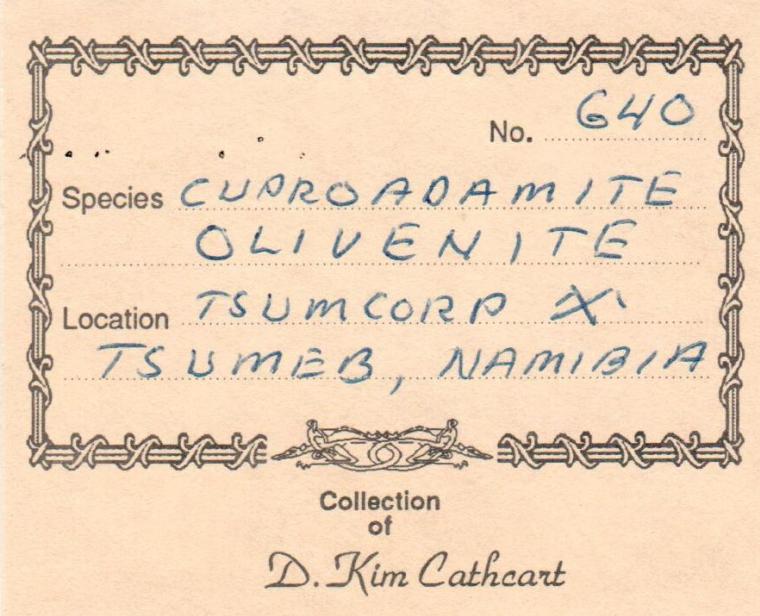 No. 640
Species CUPROADAMITE
OLIVENITE
Location TSUMCORP ⚒
TSUMEB, NAMIBIA
Collection
of
D. Kim Cathcart